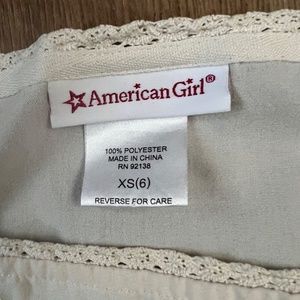 American Girl®
100% POLYESTER
MADE IN CHINA
RN 92138
XS(6)
REVERSE FOR CARE